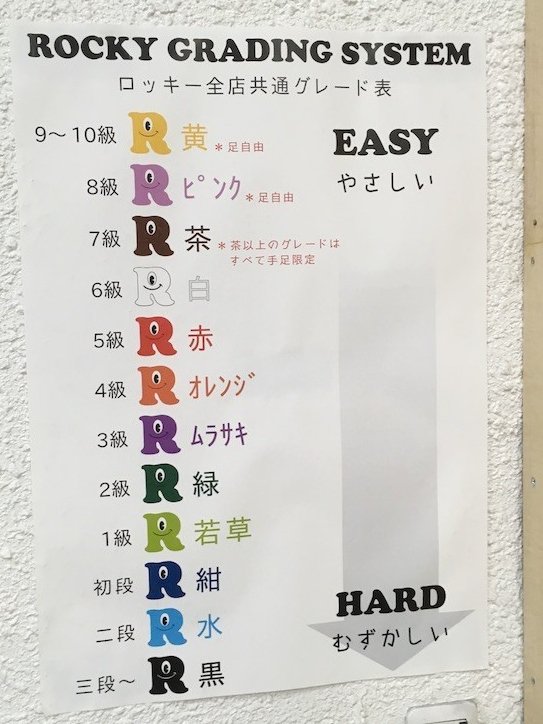 ROCKY GRADING SYSTEM
ロッキー全店共通グレード表
9〜10級 R 黄 *足自由
EASY
やさしい
8級 R ピンク *足自由
7級 R 茶 *茶以上のグレードは
すべて手足限定
6級 R 白
5級 R 赤
4級 R オレンジ
3級 R ムラサキ
2級 R 緑
1級 R 若草
初段 R 紺
HARD
むずかしい
二段 R 水
三段〜 R 黒